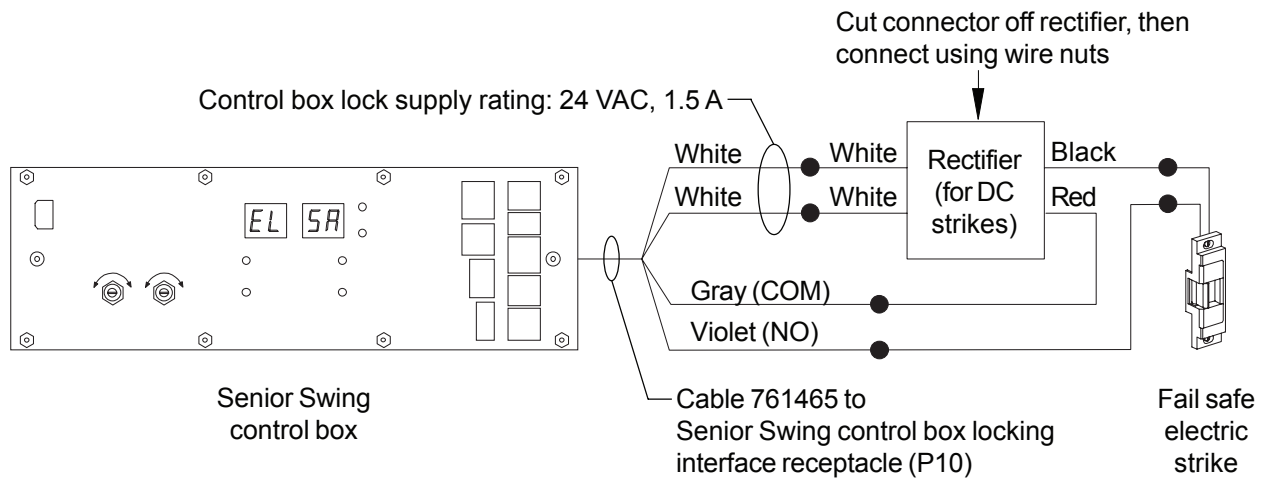 Cut connector off rectifier, then
connect using wire nuts
Control box lock supply rating: 24 VAC, 1.5 A
White
White
White
White
Rectifier
(for DC
strikes)
Black
Red
EL
SA
Gray (COM)
Violet (NO)
Senior Swing
control box
Cable 761465 to
Senior Swing control box locking
interface receptacle (P10)
Fail safe
electric
strike